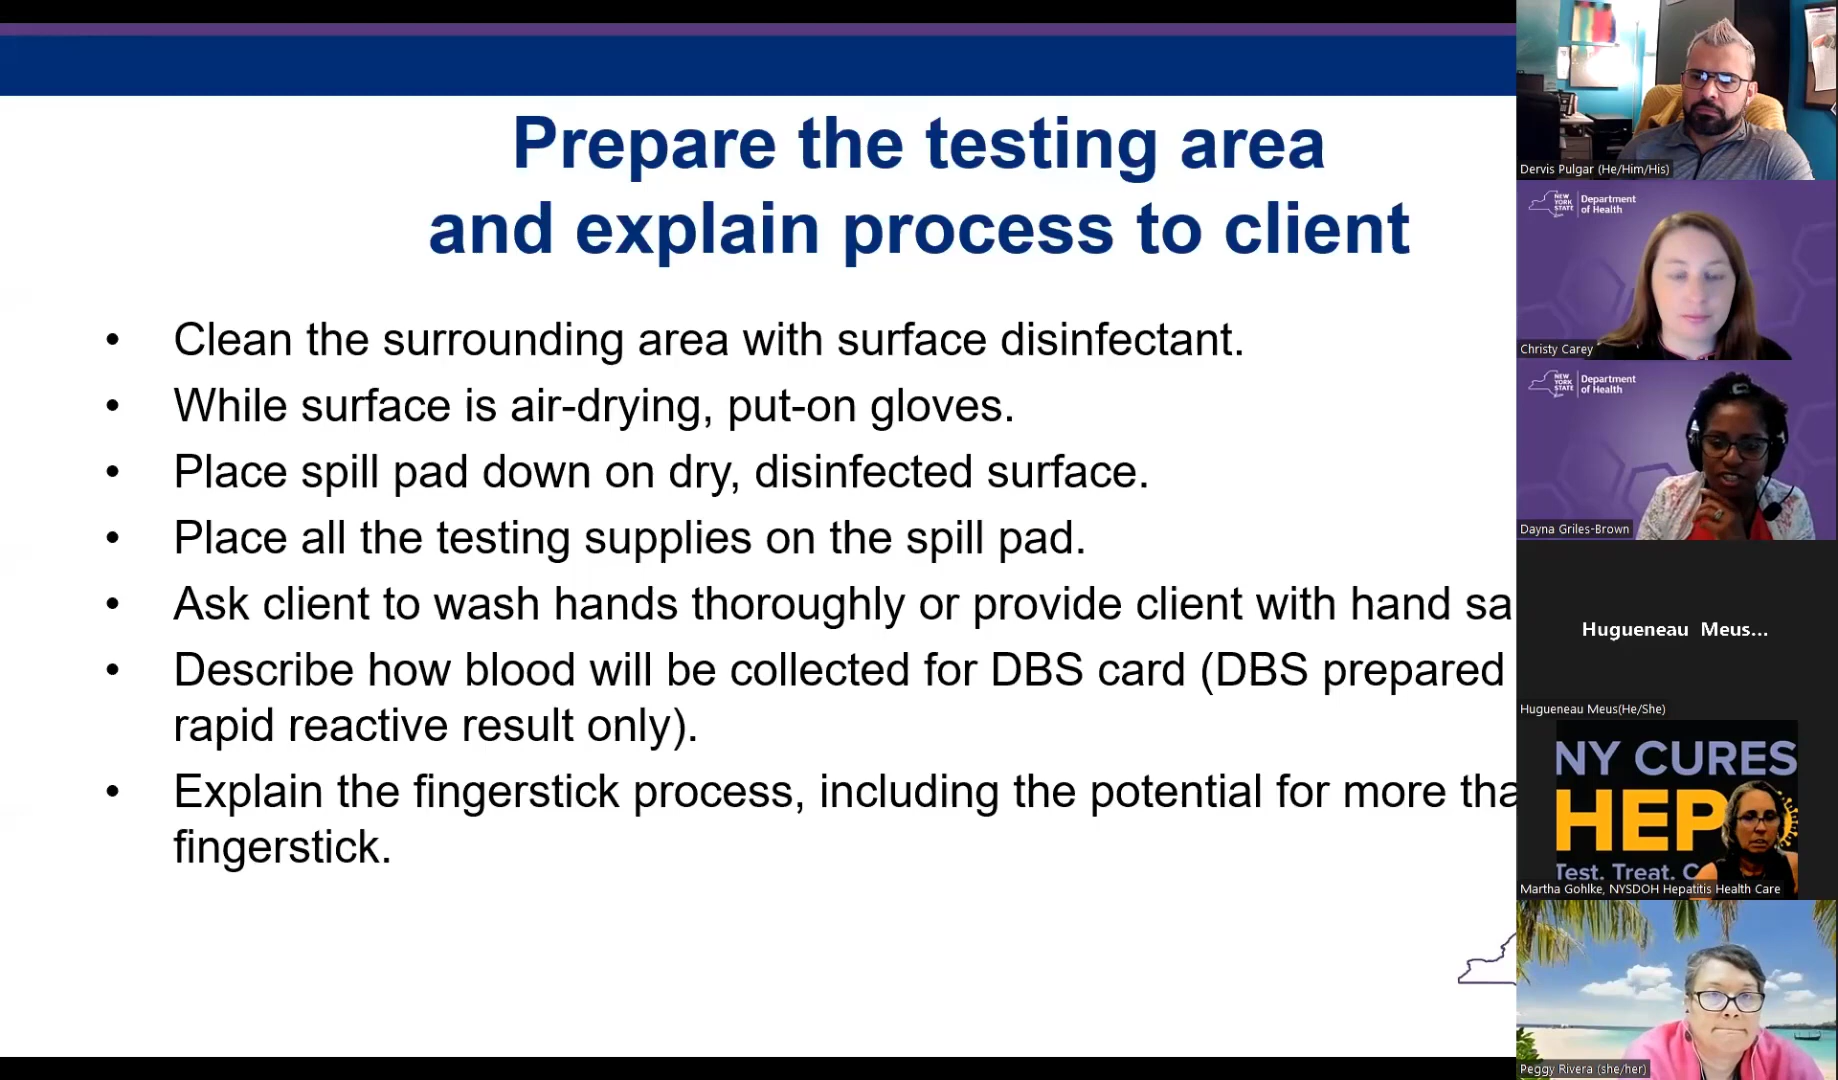 Prepare the testing area
and explain process to client
• Clean the surrounding area with surface disinfectant.
• While surface is air-drying, put-on gloves.
• Place spill pad down on dry, disinfected surface.
• Place all the testing supplies on the spill pad.
• Ask client to wash hands thoroughly or provide client with hand sa
• Describe how blood will be collected for DBS card (DBS prepared
rapid reactive result only).
• Explain the fingerstick process, including the potential for more tha
fingerstick.
Dervis Pulgar (He/Him/His)
NEW
YORK
STATE
Department
of Health
Christy Carey
NEW
YORK
STATE
Department
of Health
Dayna Griles-Brown
Hugueneau Meus...
Hugueneau Meus(He/She)
NY CURES
HEP
Test. Treat. C
Martha Gohlke, NYSDOH Hepatitis Health Care
Peggy Rivera (she/her)